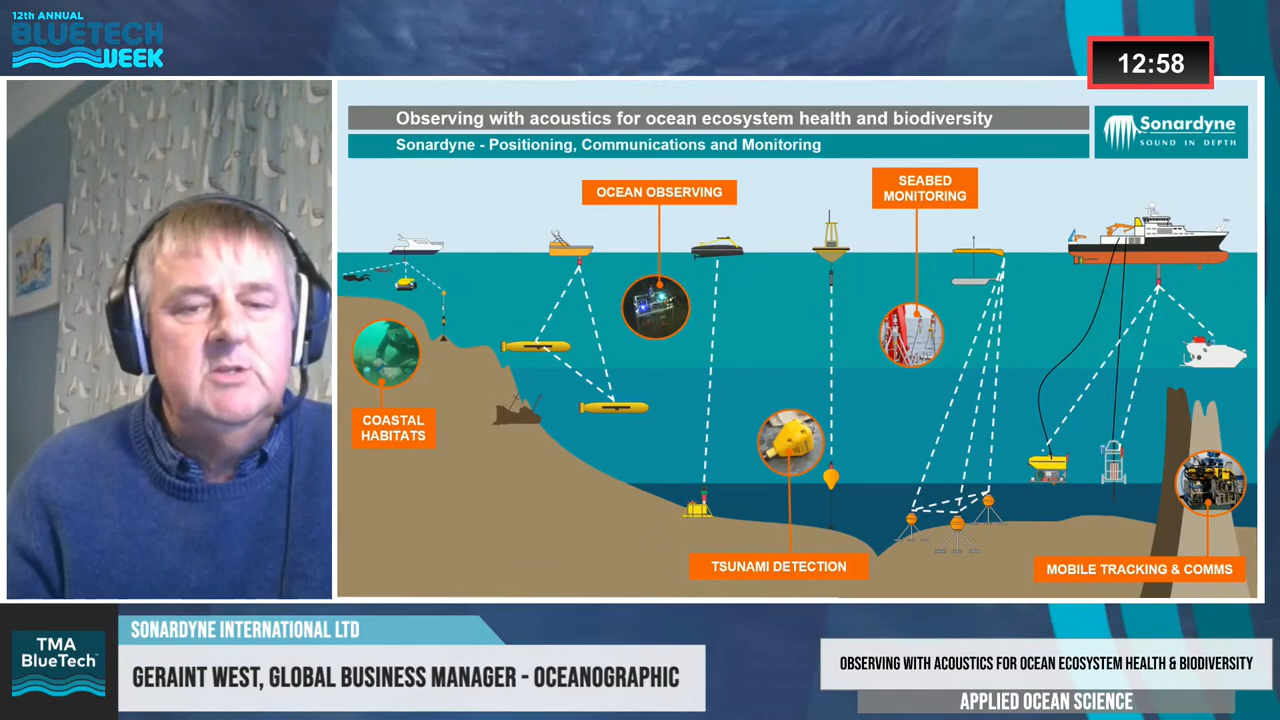 12th ANNUAL
BLUETECH
WEEK
12:58
Observing with acoustics for ocean ecosystem health and biodiversity
Sonardyne - Positioning, Communications and Monitoring
Sonardyne
SOUND IN DEPTH
OCEAN OBSERVING
SEABED
MONITORING
COASTAL
HABITATS
TSUNAMI DETECTION
MOBILE TRACKING & COMMS
TMA
BlueTech™
SONARDYNE INTERNATIONAL LTD
GERAINT WEST, GLOBAL BUSINESS MANAGER - OCEANOGRAPHIC
OBSERVING WITH ACOUSTICS FOR OCEAN ECOSYSTEM HEALTH & BIODIVERSITY
APPLIED OCEAN SCIENCE